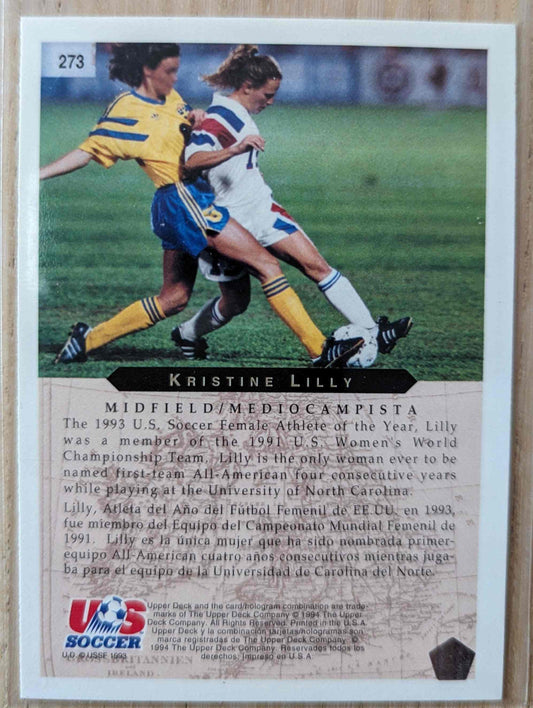 273
KRISTINE LILLY
MIDFIELD/MEDIOCAMPISTA
The 1993 U.S. Soccer Female Athlete of the Year, Lilly
was a member of the 1991 U.S. Women's World
Championship Team. Lilly is the only woman ever to be
named first-team All-American four consecutive years
while playing at the University of North Carolina.
Lilly, Atleta del Año del Fútbol Femenil de EE.UU. en 1993,
fue miembro del Equipo del Campeonato Mundial Femenil de
1991. Lilly es la única mujer que ha sido nombrada primer-
equipo All-American cuatro años consecutivos mientras juga-
ba para el equipo de la Universidad de Carolina del Norte.
US
SOCCER
U.D. © USSF 1993
Upper Deck and the card/hologram combination are trade-
marks of The Upper Deck Company © 1994 The Upper
Deck Company. All Rights Reserved. Printed in the U.S.A.
Upper Deck y la combinación tarjetas/hologramas son
marca registradas de The Upper Deck Company. ©
1994 The Upper Deck Company. Reservados todos los
derechos. Impreso en U.S.A.
BRITANNIEN
IRELAND